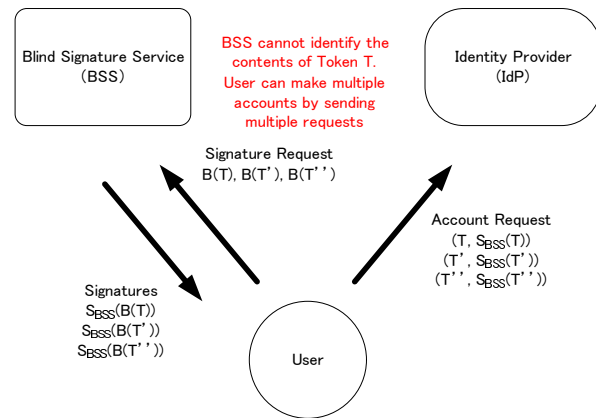 Blind Signature Service
(BSS)
BSS cannot identify the
contents of Token T.
User can make multiple
accounts by sending
multiple requests
Identity Provider
(IdP)
Signature Request
B(T), B(T'), B(T'')
Account Request
(T, SBSS(T))
(T', SBSS(T'))
(T'', SBSS(T''))
Signatures
SBSS(B(T))
SBSS(B(T'))
SBSS(B(T''))
User